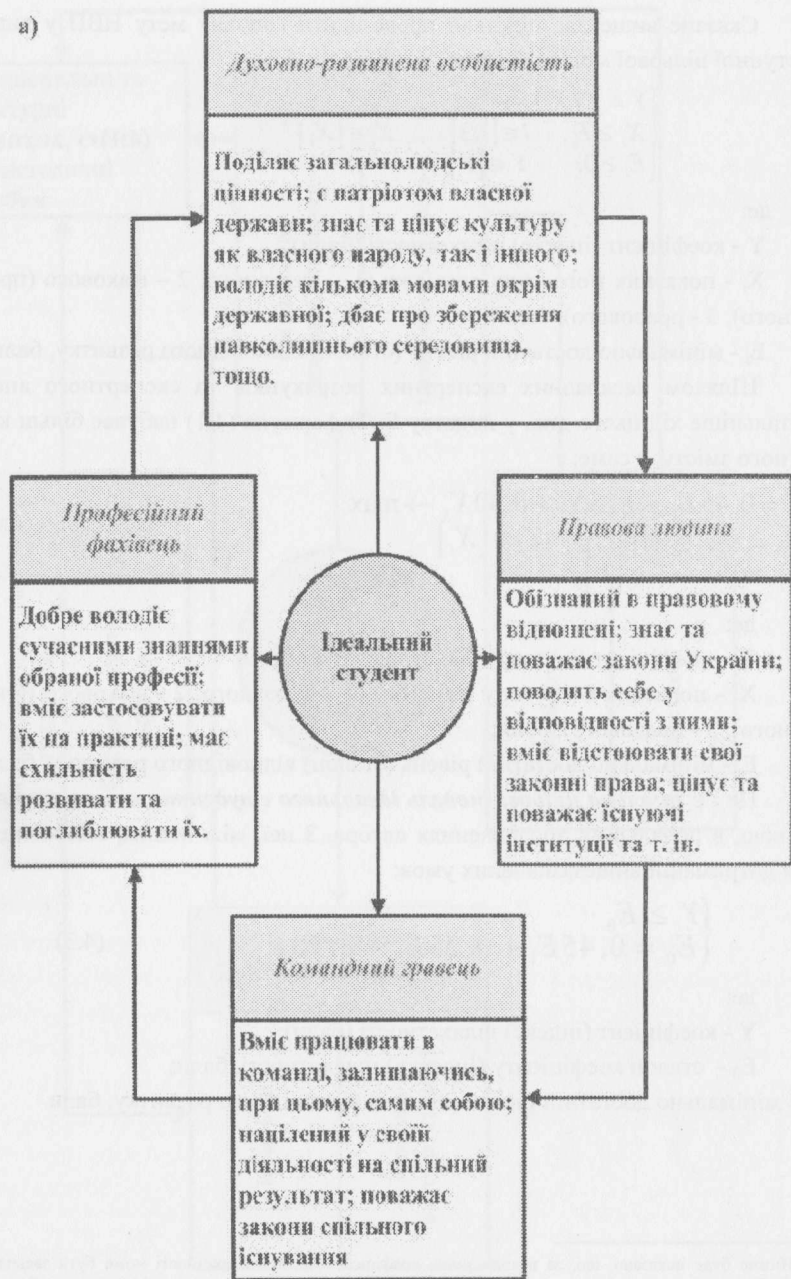 а)
Духовно-розвинена особистість
Поділяє загальнолюдські
цінності; є патріотом власної
держави; знає та цінує культуру
як власного народу, так і іншого;
володіє кількома мовами окрім
державної; дбає про збереження
навколишнього середовища,
тощо.
Професійний
фахівець
Добре володіє
сучасними знаннями
обраної професії;
вміє застосовувати
їх на практиці; має
схильність
розвивати та
поглиблювати їх.
Ідеальний
студент
Правова людина
Обізнаний в правовому
відношені; знає та
поважає закони України;
поводить себе у
відповідності з ними;
вміє відстоювати свої
законні права; цінує та
поважає існуючі
інституції та т. ін.
Командний гравець
Вміє працювати в
команді, залишаючись,
при цьому, самим собою;
націлений у своїй
діяльності на спільний
результат; поважає
закони спільного
існування